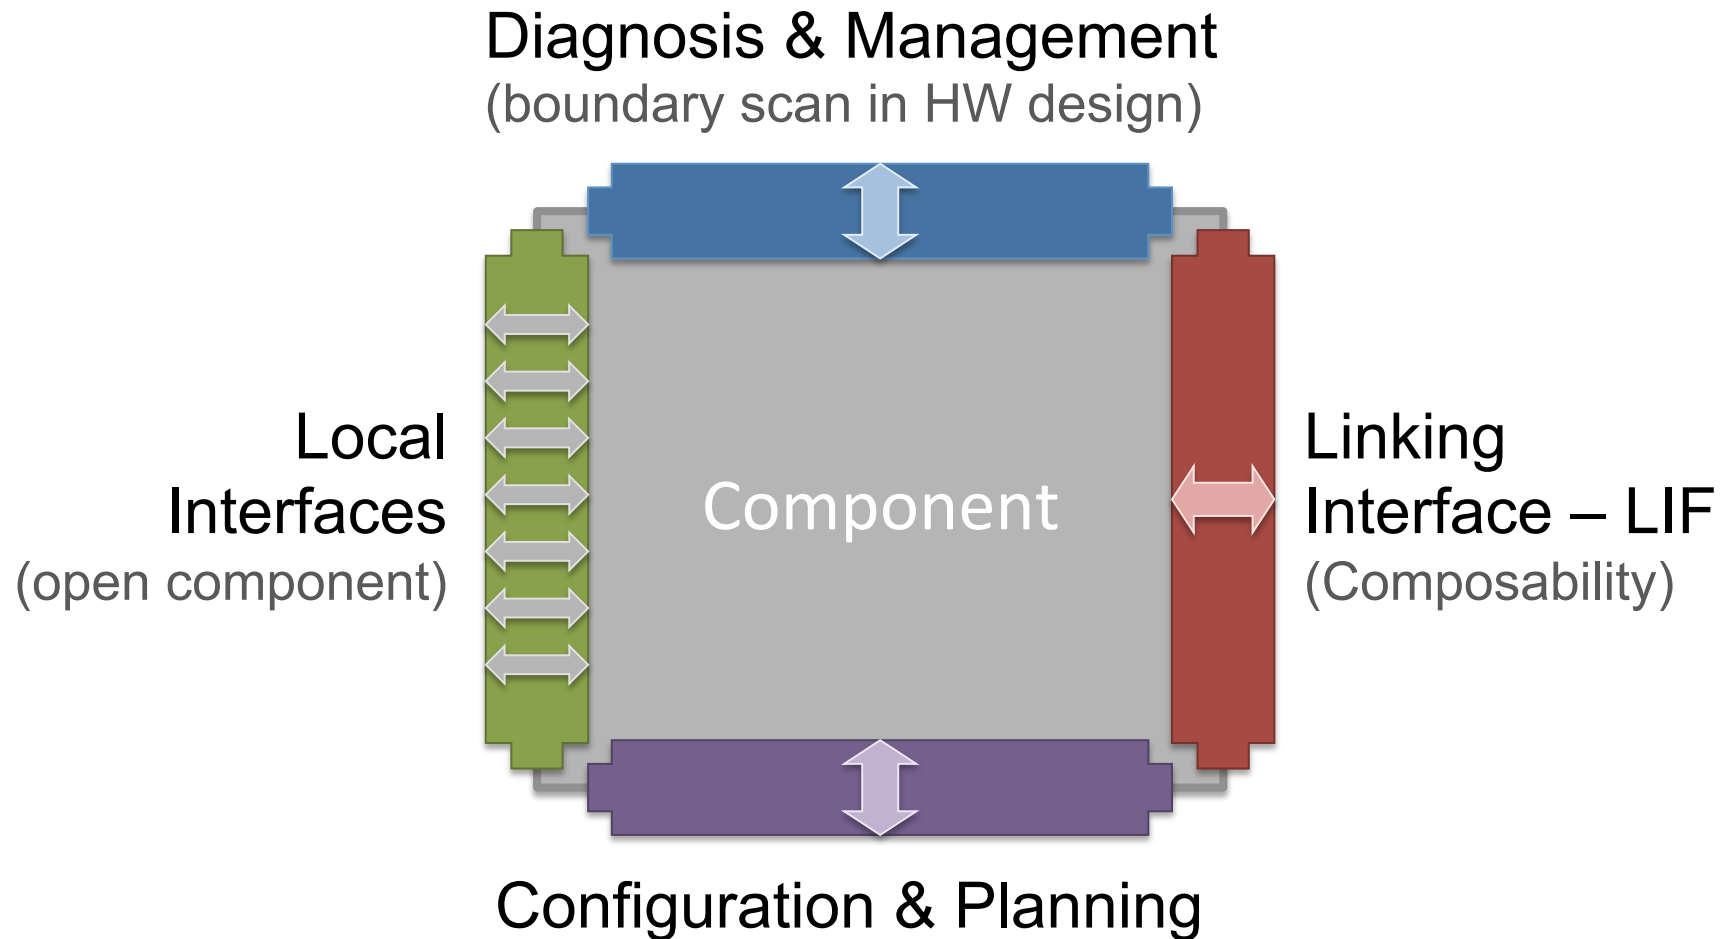 Diagnosis & Management
(boundary scan in HW design)
Local
Interfaces
(open component)
Component
Linking
Interface – LIF
(Composability)
Configuration & Planning